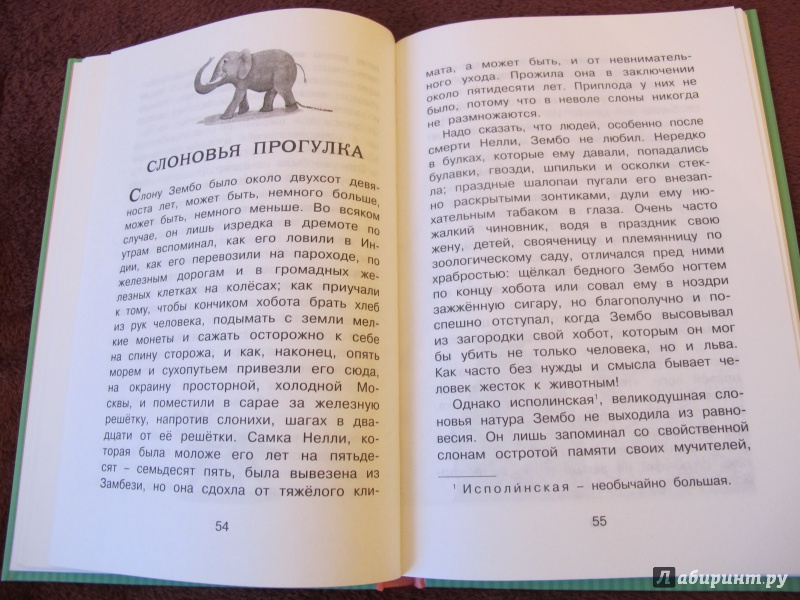 СЛОНОВЬЯ ПРОГУЛКА
Слону Зембо было около двухсот девя-
носта лет, может быть, немного больше,
может быть, немного меньше. Во всяком
случае, он лишь изредка в дремоте по
утрам вспоминал, как его ловили в Ин-
дии, как его перевозили на пароходе, по
железным дорогам и в громадных же-
лезных клетках на колёсах; как приучали
к тому, чтобы кончиком хобота брать хлеб
из рук человека, подымать с земли мел-
кие монеты и сажать осторожно к себе
на спину сторожа, и как, наконец, опять
морем и сухопутьем привезли его сюда,
на окраину просторной, холодной Мос-
квы, и поместили в сарае за железную
решётку, напротив слонихи, шагах в два-
дцати от её решётки. Самка Нелли, ко-
торая была моложе его лет на пятьде-
сят – семьдесят пять, была вывезена из
Замбези, но она сдохла от тяжёлого кли-
54
мата, а может быть, и от невниматель-
ного ухода. Прожила она в заключении
около пятидесяти лет. Приплода у них не
было, потому что в неволе слоны никогда
не размножаются.
Надо сказать, что людей, особенно после
смерти Нелли, Зембо не любил. Нередко
в булках, которые ему давали, попадались
булавки, гвозди, шпильки и осколки стек-
ла; праздные шалопаи пугали его внезап-
но раскрытыми зонтиками, дули ему ню-
хательным табаком в глаза. Очень часто
жалкий чиновник, водя в праздник свою
жену, детей, свояченицу и племянницу по
зоологическому саду, отличался пред ними
храбростью: щёлкал бедного Зембо ногтем
по концу хобота или совал ему в ноздри
зажжённую сигару, но благополучно и по-
спешно отступал, когда Зембо высовывал
из загородки свой хобот, которым он мог
бы убить не только человека, но и льва.
Как часто без нужды и смысла бывает че-
ловек жесток к животным!
Однако исполинская¹, великодушная сло-
новья натура Зембо не выходила из равно-
весия. Он лишь запоминал со свойственной
слонам остротой памяти своих мучителей,
¹ Исполи́нская – необычайно большая.
55
Лабиринт.ру